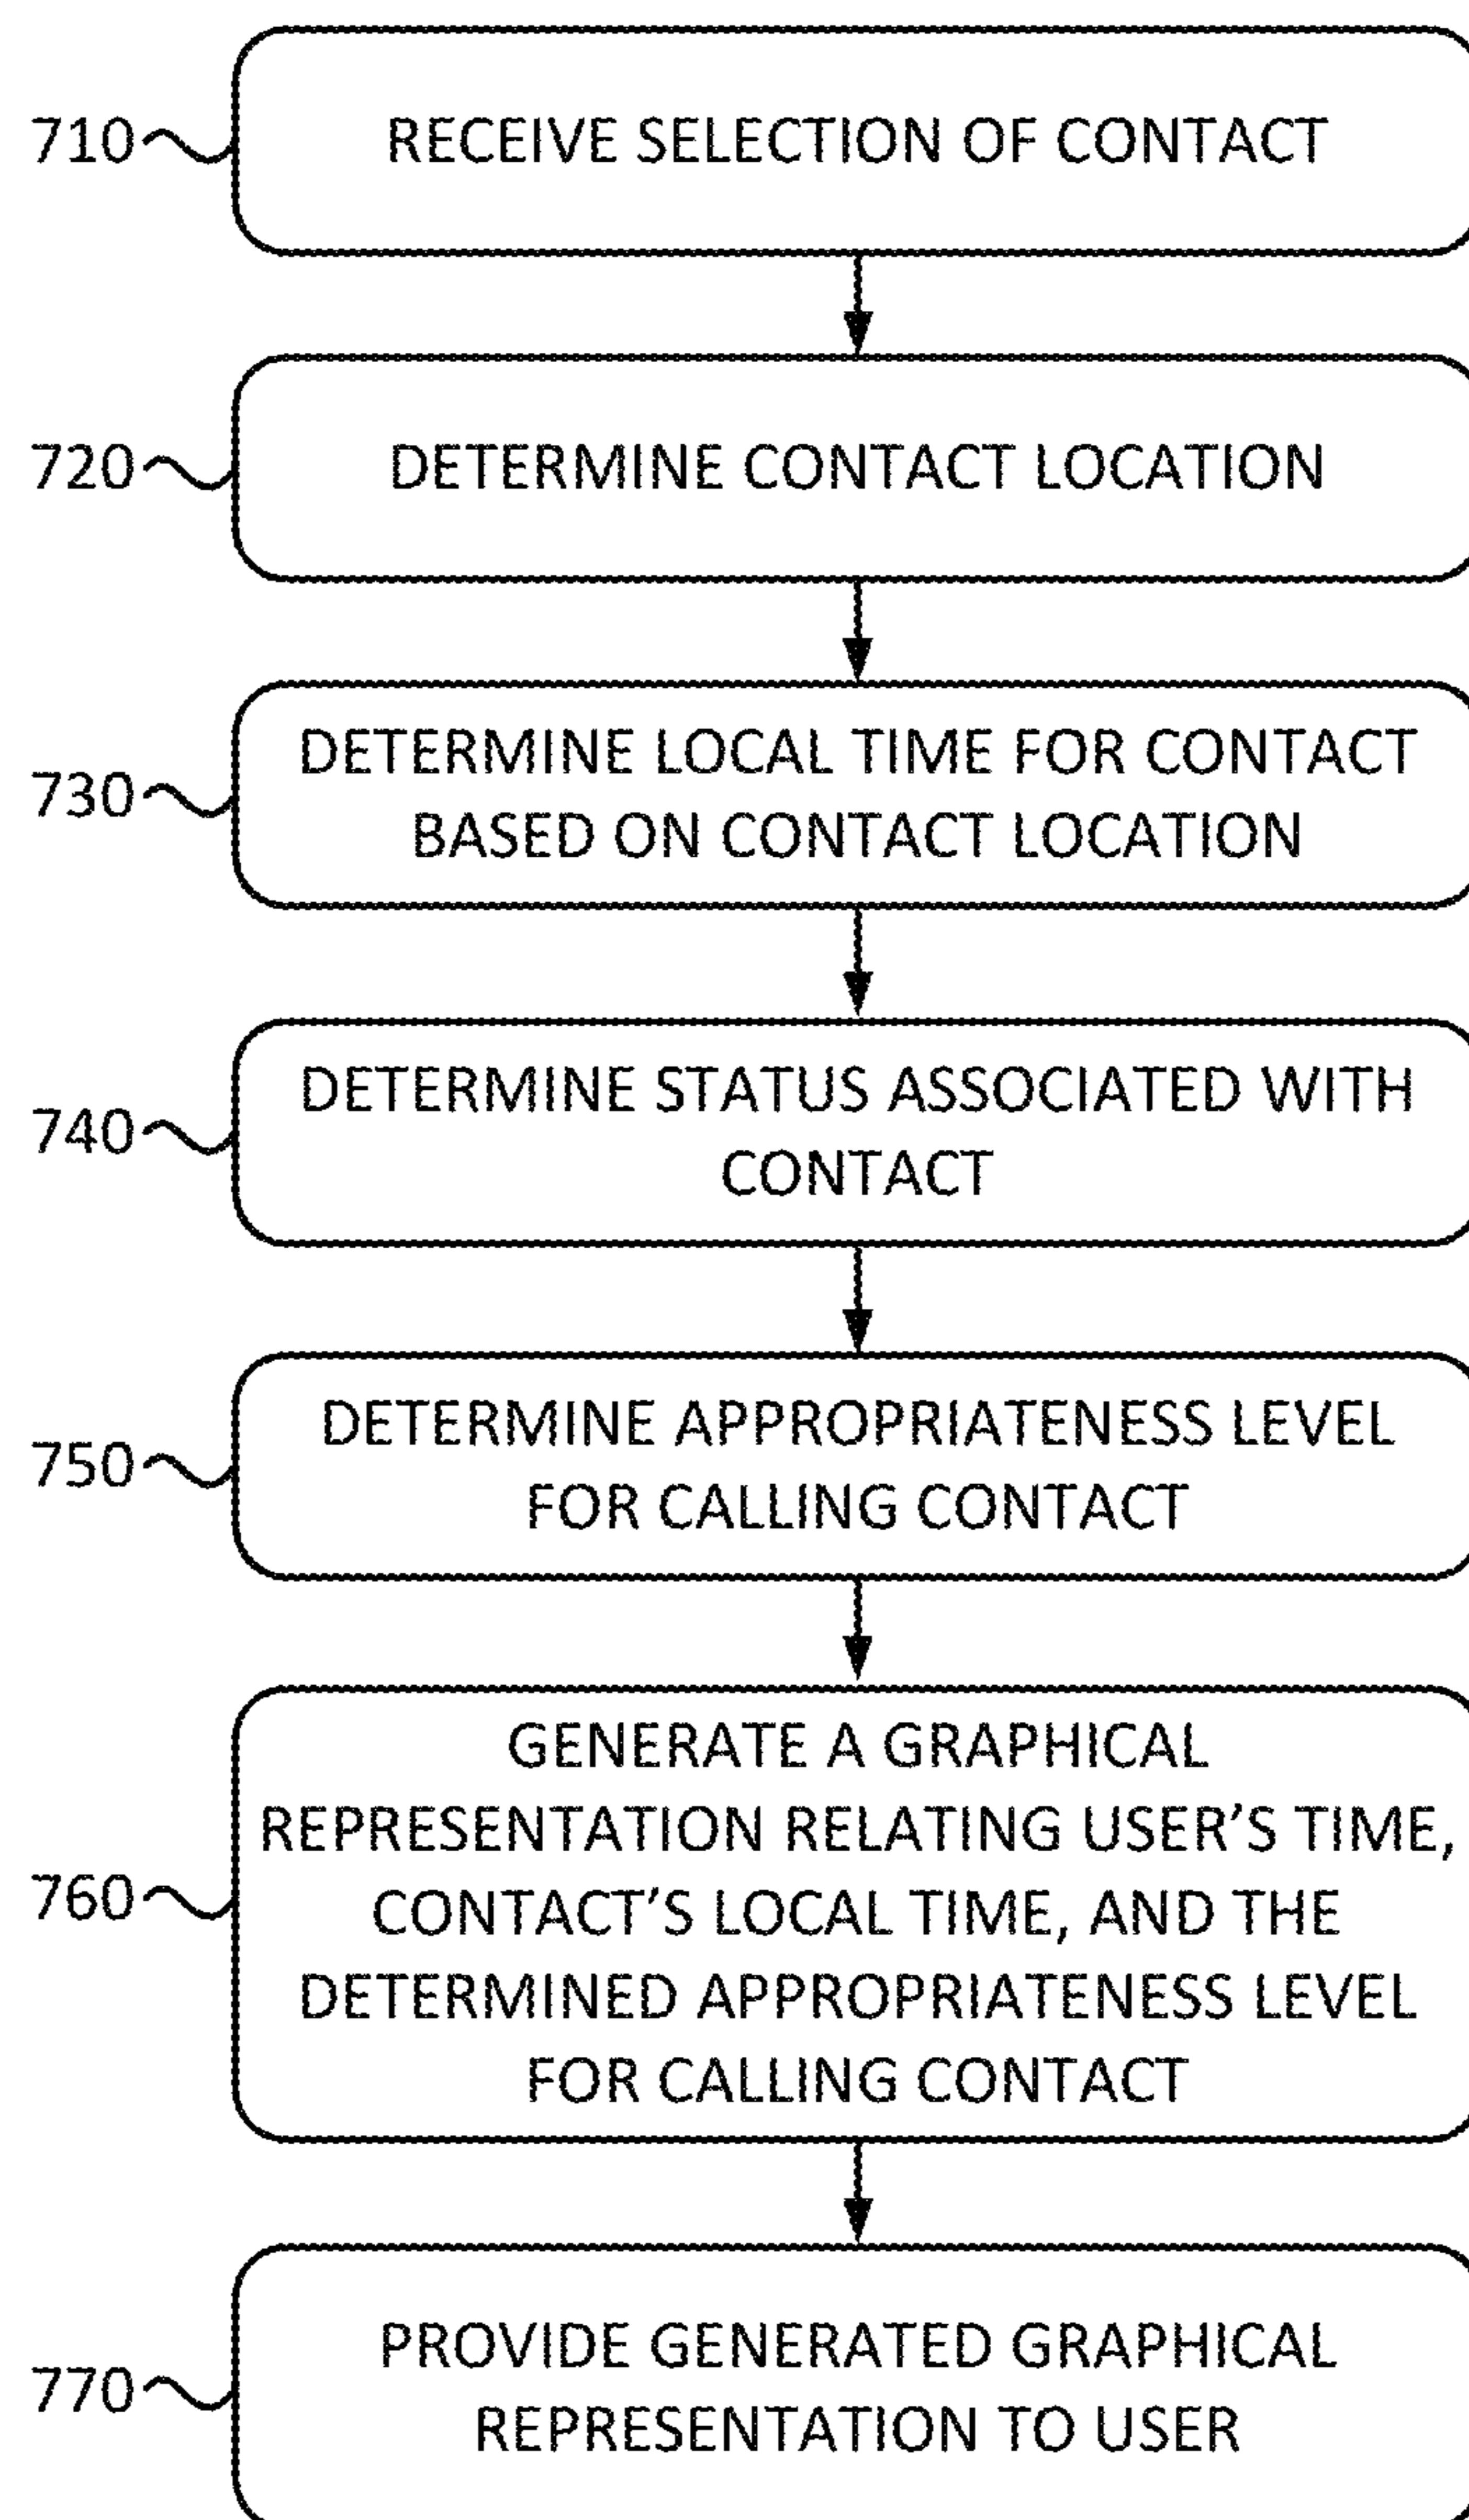 710
RECEIVE SELECTION OF CONTACT
720
DETERMINE CONTACT LOCATION
730
DETERMINE LOCAL TIME FOR CONTACT
BASED ON CONTACT LOCATION
740
DETERMINE STATUS ASSOCIATED WITH
CONTACT
750
DETERMINE APPROPRIATENESS LEVEL
FOR CALLING CONTACT
760
GENERATE A GRAPHICAL
REPRESENTATION RELATING USER'S TIME,
CONTACT'S LOCAL TIME, AND THE
DETERMINED APPROPRIATENESS LEVEL
FOR CALLING CONTACT
770
PROVIDE GENERATED GRAPHICAL
REPRESENTATION TO USER